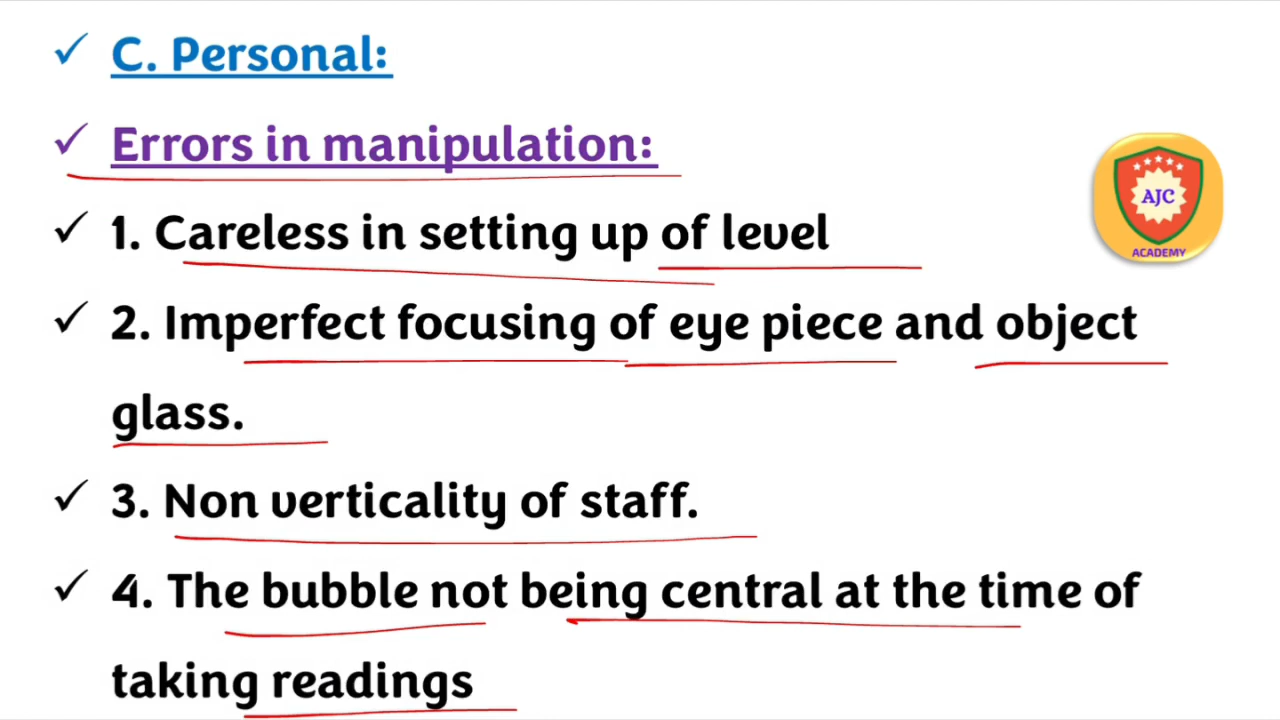 ✓ C. Personal:
✓ Errors in manipulation:
✓ 1. Careless in setting up of level
✓ 2. Imperfect focusing of eye piece and object
glass.
✓ 3. Non verticality of staff.
✓ 4. The bubble not being central at the time of
taking readings
AJC
ACADEMY